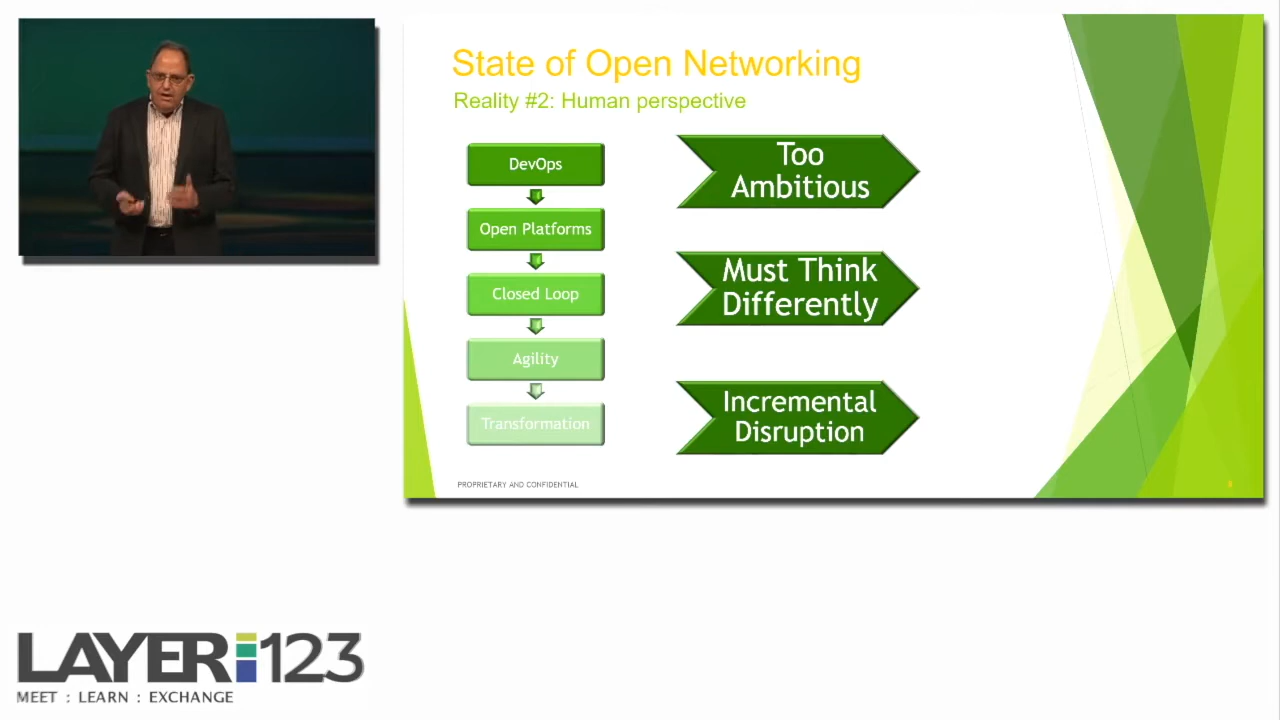 State of Open Networking
Reality #2: Human perspective
DevOps
Open Platforms
Closed Loop
Agility
Transformation
Too
Ambitious
Must Think
Differently
Incremental
Disruption
PROPRIETARY AND CONFIDENTIAL
LAYER123
MEET : LEARN : EXCHANGE